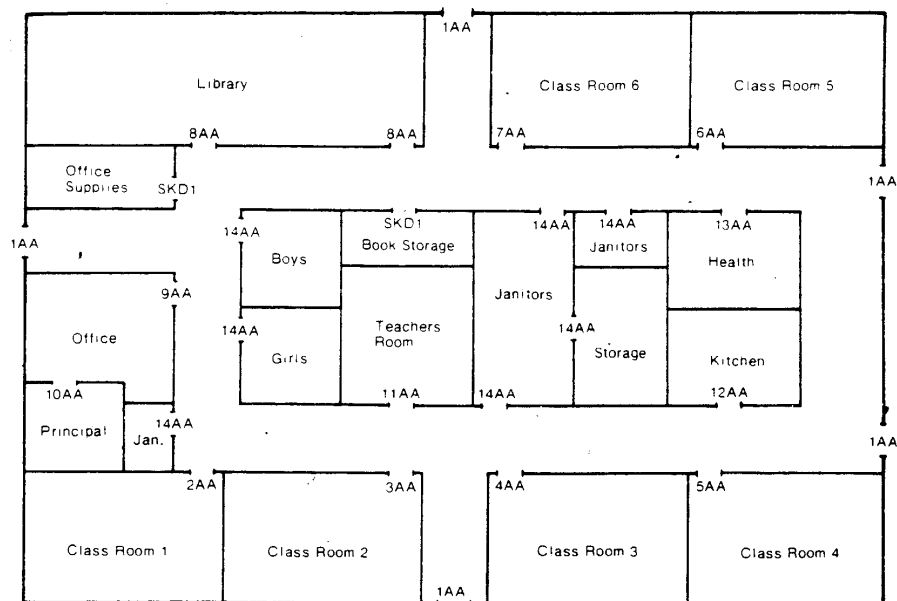 1AA
Library
Class Room 6
Class Room 5
8AA
8AA
7AA
6AA
Office
Supplies
SKD1
1AA
1AA
14AA
SKD1
Book Storage
14AA
14AA
Janitors
13AA
Boys
Health
9AA
Janitors
Office
14AA
Teachers
Room
14AA
Girls
Storage
Kitchen
10AA
11AA
14AA
12AA
Principal
14AA
Jan.
1AA
2AA
3AA
4AA
5AA
Class Room 1
Class Room 2
Class Room 3
Class Room 4
1AA